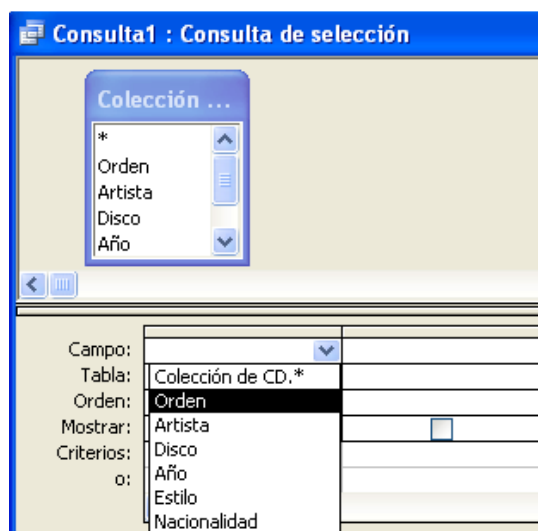 Consulta1 : Consulta de selección
Colección ...
*
Orden
Artista
Disco
Año
Campo:
Tabla:
Orden:
Mostrar:
Criterios:
o:
Colección de CD.*
Orden
Artista
Disco
Año
Estilo
Nacionalidad